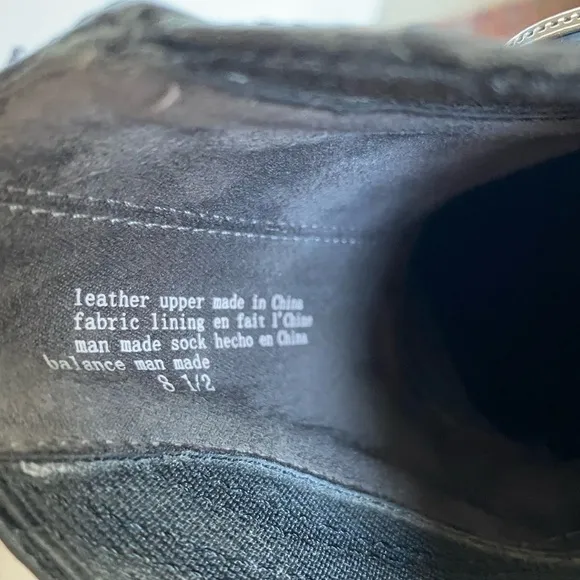 leather upper made in China
fabric lining en fait l'Chine
man made sock hecho en China
balance man made
8 1/2